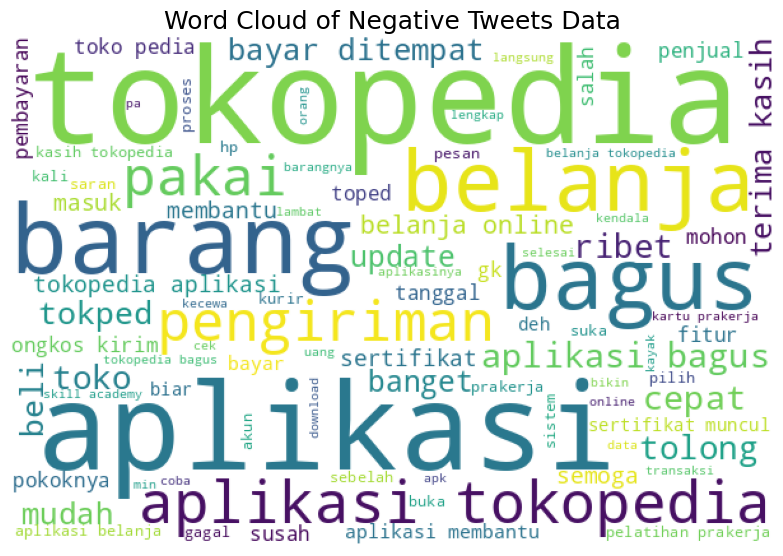 Word Cloud of Negative Tweets Data
toko pedia
bayar ditempat
langsung
salah
penjual
pembayaran
tokopedia
pa
proses
orang
lengkap
terima kasih
kasih tokopedia
hp
barangnya
pesan
belanja tokopedia
kali
saran
pakai
toped
belanja
masuk
membantu
lambat
belanja online
kendala
barang
update
ribet
mohon
gk
selesai
bagus
tokopedia aplikasi
aplikasinya
tanggal
kecewa
kurir
tokped
pengiriman
deh
suka
kartu prakerja
fitur
ongkos kirim
cek
tokopedia bagus
bayar
uang
sertifikat
aplikasi bagus
kayak
beli
toko
biar
banget
prakerja
bikin
pilih
skill academy
online
cepat
aplikasi
akun
download
sistem
sertifikat muncul
data
tolong
pokoknya
min
coba
sebelah
apk
semoga
transaksi
mudah
aplikasi tokopedia
buka
aplikasi belanja
gagal
susah
aplikasi membantu
pelatihan prakerja